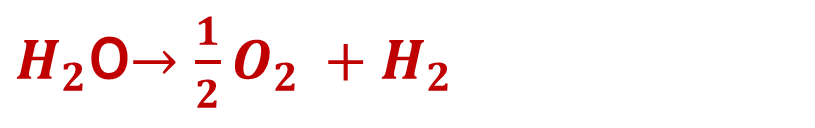 H₂O→ ½ O₂ + H₂